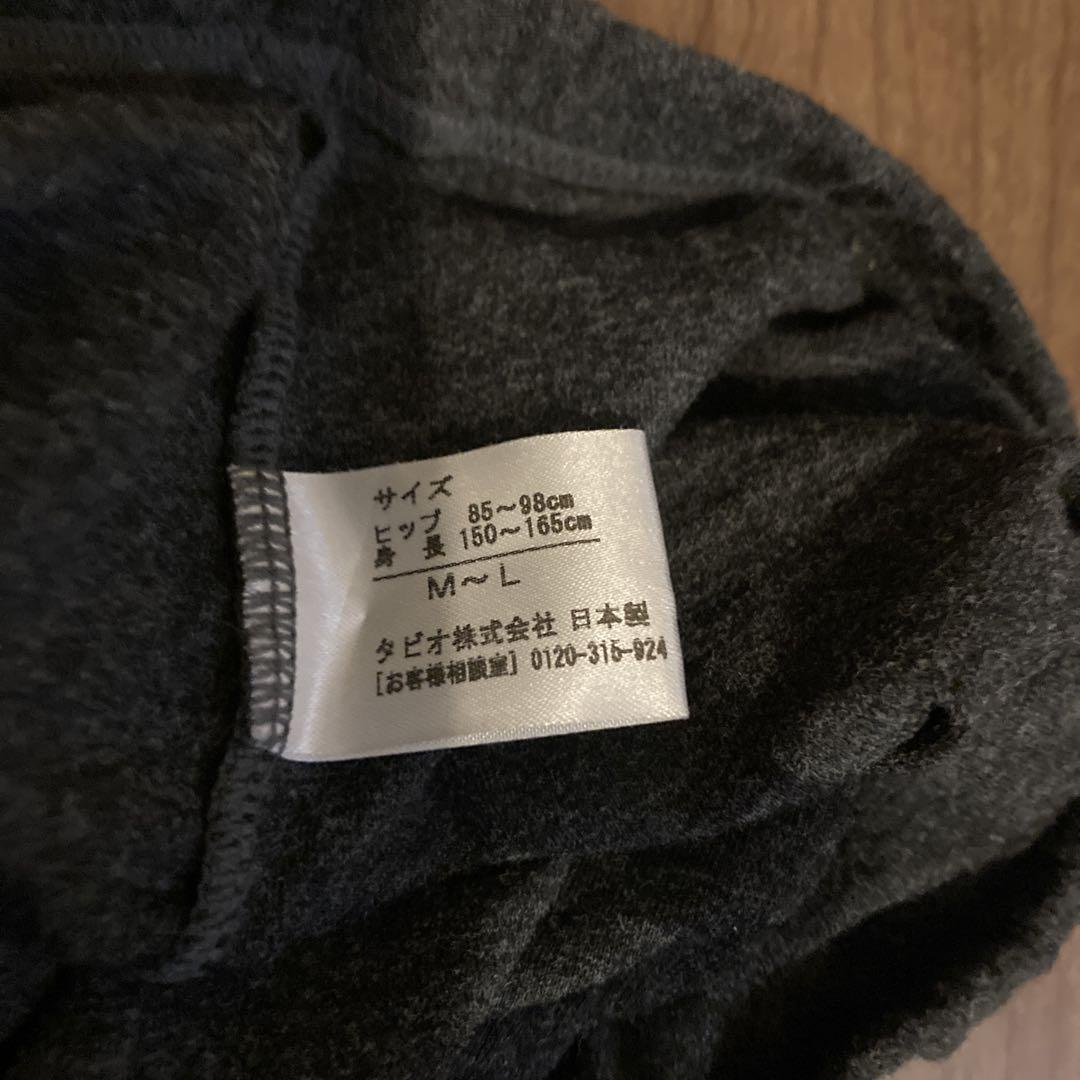 サイズ
ヒップ 85～98cm
身長 150～165cm
M～L
タビオ株式会社 日本製
[お客様相談室] 0120-315-924